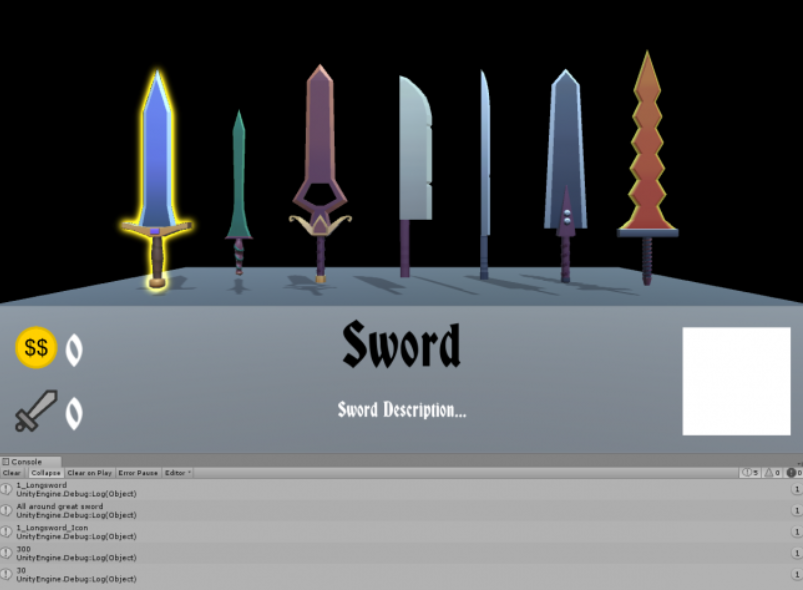 $$ 0
Sword
0
Sword Description...
Console
Clear Collapse Clear on Play Error Pause Editor 5 0 0
1_Longsword 1
UnityEngine.Debug:Log(Object)
All around great sword 1
UnityEngine.Debug:Log(Object)
1_Longsword_Icon 1
UnityEngine.Debug:Log(Object)
300 1
UnityEngine.Debug:Log(Object)
30 1
UnityEngine.Debug:Log(Object)